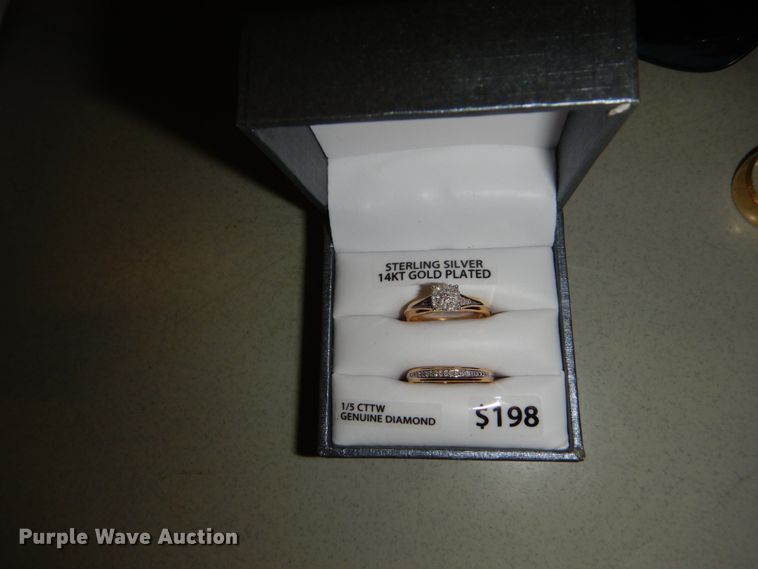 STERLING SILVER
14KT GOLD PLATED
1/5 CTTW
GENUINE DIAMOND
$198
Purple Wave Auction